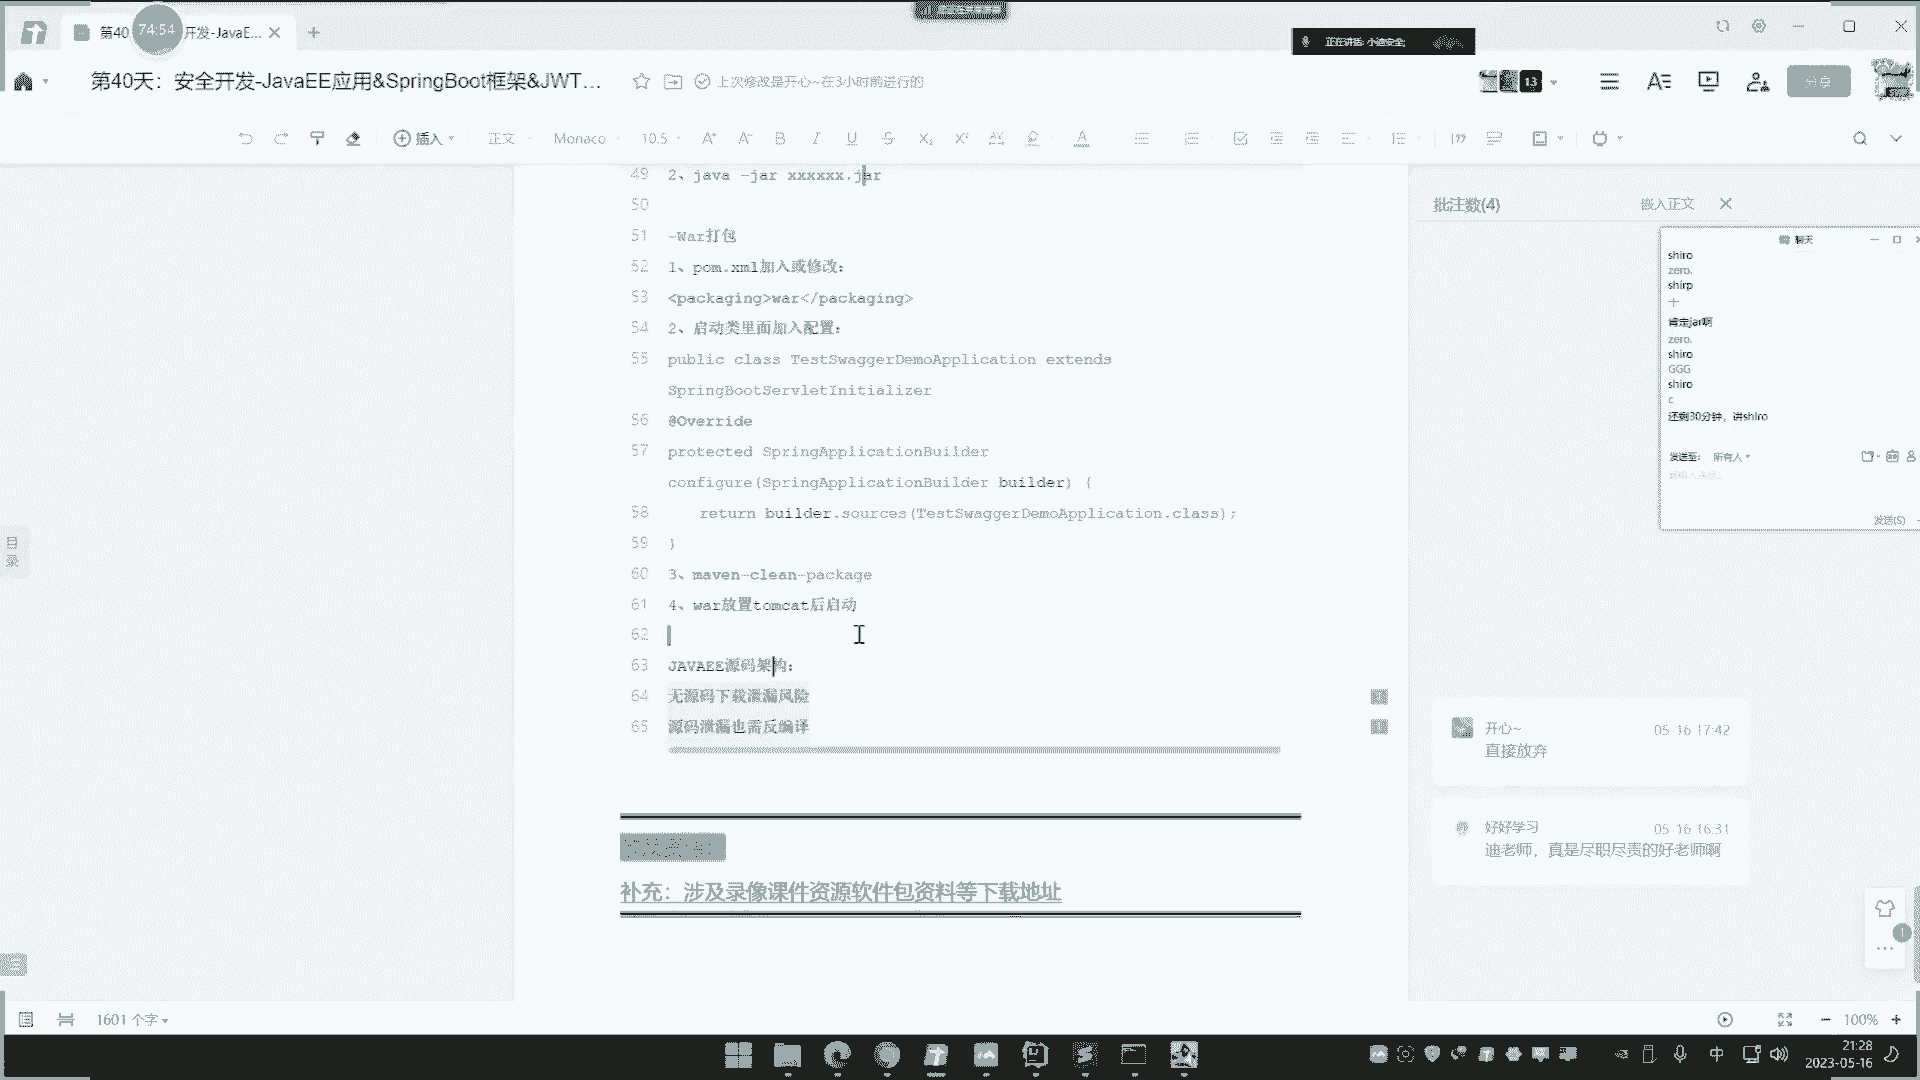 74:54
第40
开发-JavaE...
正在讲话: 小迪安全;
第40天：安全开发-JavaEE应用&SpringBoot框架&JWT...
上次修改是开心~在3小时前进行的
13
分享
插入
正文
Monaco
10.5
49 2、java -jar xxxxxx.jar
50
51 -War打包
52 1、pom.xml加入或修改：
53 <packaging>war</packaging>
54 2、启动类里面加入配置：
55 public class TestSwaggerDemoApplication extends
SpringBootServletInitializer
56 @Override
57 protected SpringApplicationBuilder
configure(SpringApplicationBuilder builder) {
58 return builder.sources(TestSwaggerDemoApplication.class);
59 }
60 3、maven-clean-package
61 4、war放置tomcat后启动
62
63 JAVAEE源码架构：
64 无源码下载泄漏风险
65 源码泄漏也需反编译
补充：涉及录像课件资源软件包资料等下载地址
目录
批注数(4)
嵌入正文
聊天
shiro
zero.
shirp
十
肯定jar啊
zero.
shiro
GGG
shiro
c
还剩30分钟，讲shiro
发送至: 所有人
发送(S)
开心~
05-16 17:42
直接放弃
好好学习
05-16 16:31
迪老师，真是尽职尽责的好老师啊
1
1601 个字
100%
中
21:28
2023-05-16